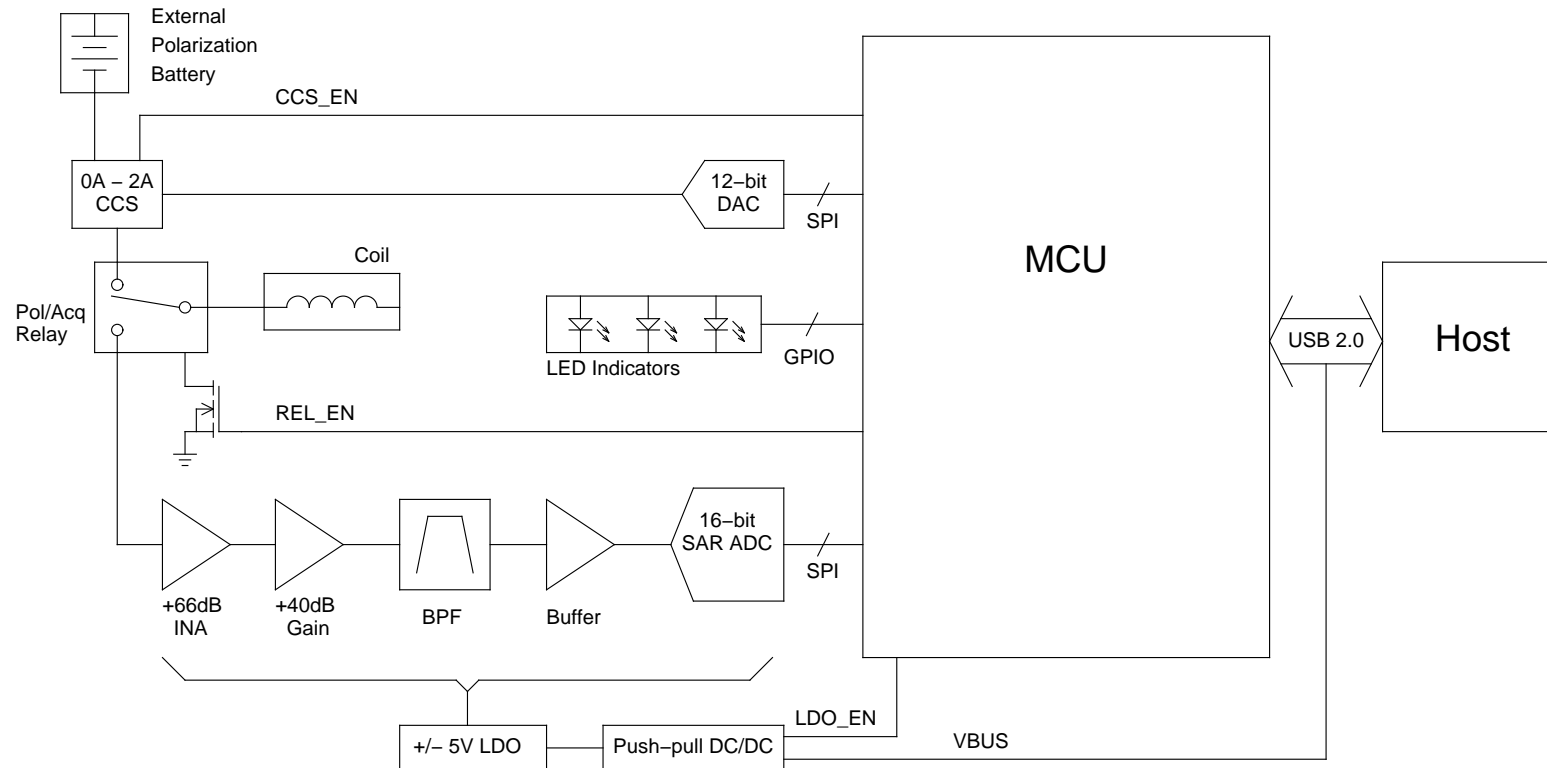 External
Polarization
Battery
CCS_EN
0A – 2A
CCS
12–bit
DAC
SPI
MCU
Coil
Pol/Acq
Relay
LED Indicators
GPIO
USB 2.0
Host
REL_EN
16–bit
SAR ADC
SPI
+66dB
INA
+40dB
Gain
BPF
Buffer
LDO_EN
VBUS
+/– 5V LDO
Push–pull DC/DC